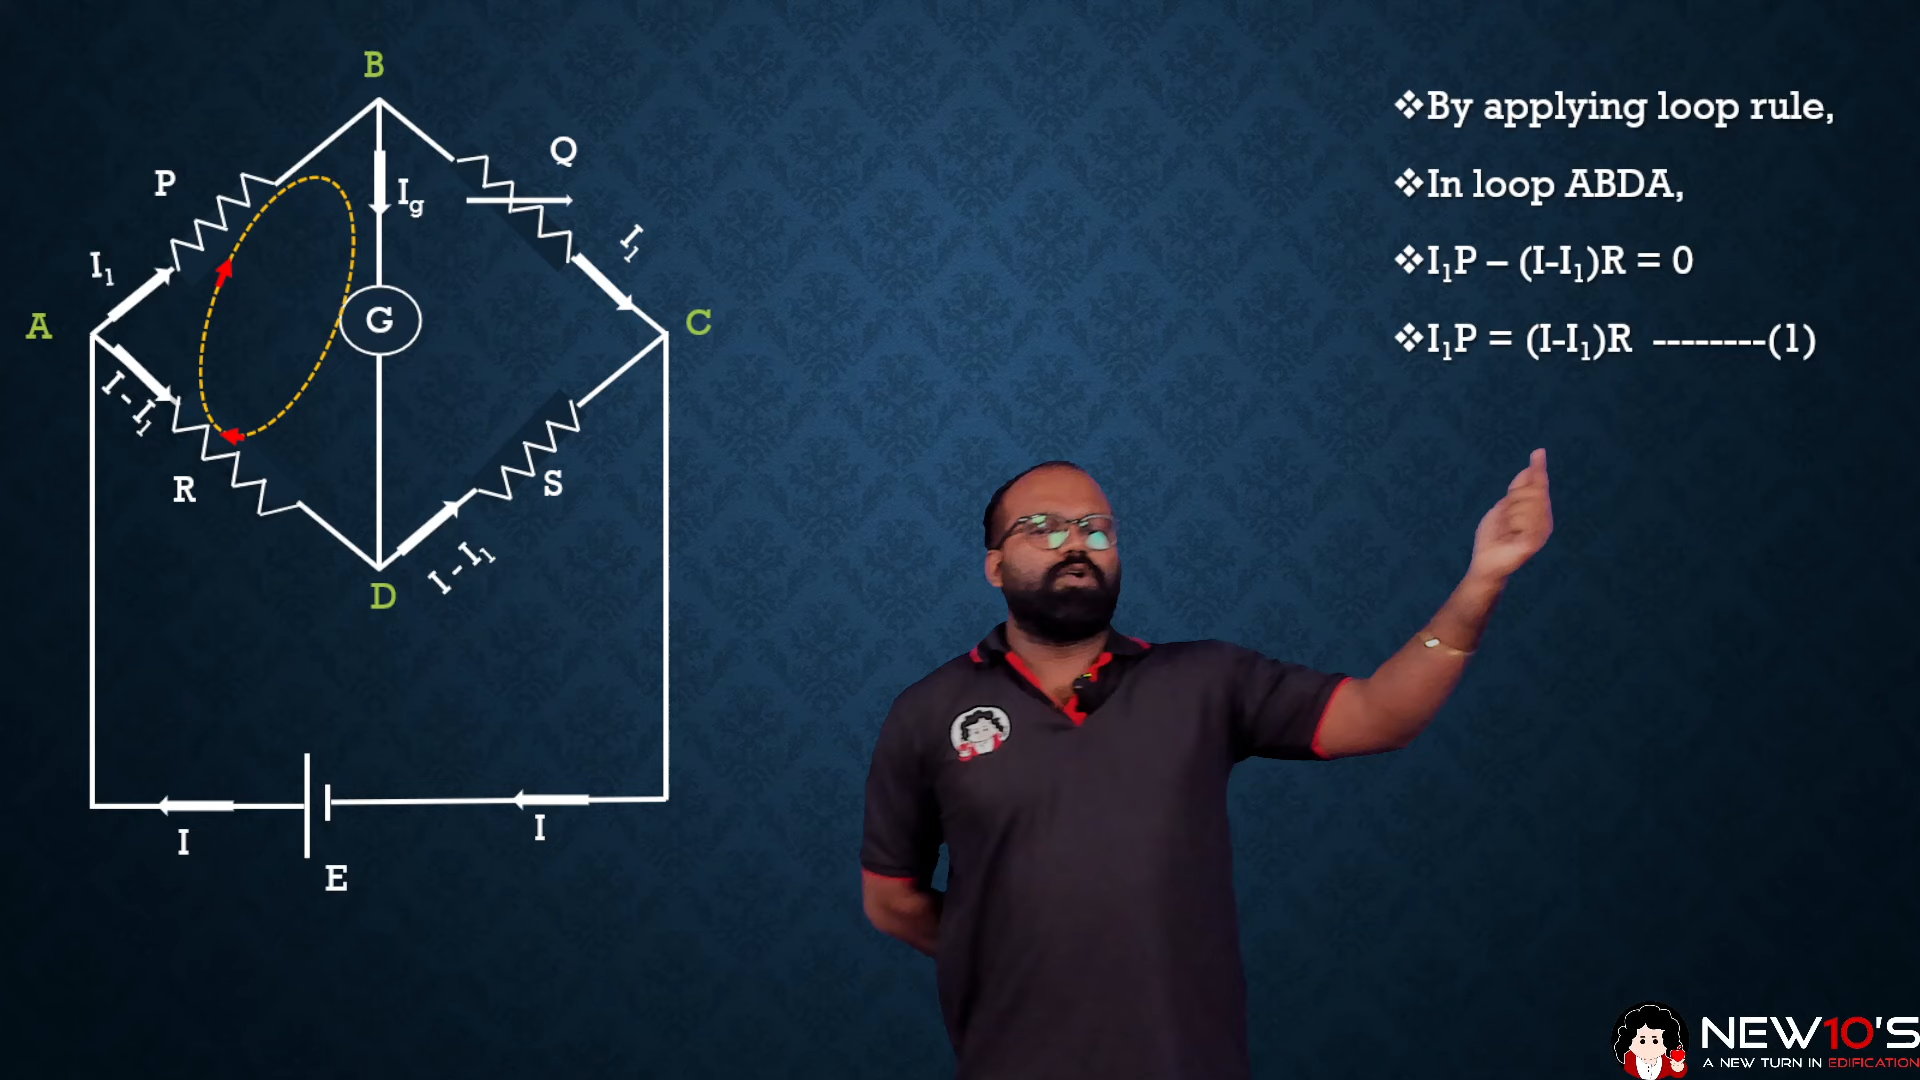 B
P
Q
I₁
I_g
I₁
A
G
C
I - I₁
R
S
D
I - I₁
I
I
E
❖By applying loop rule,
❖In loop ABDA,
❖I₁P – (I-I₁)R = 0
❖I₁P = (I-I₁)R --------(1)
NEW10'S
A NEW TURN IN EDIFICATION